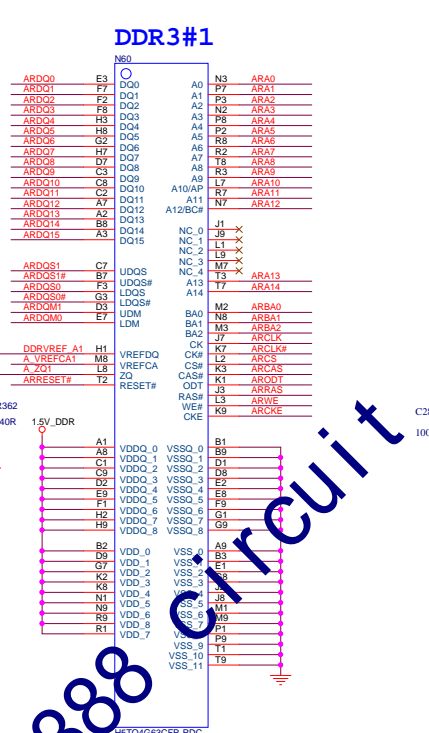 DDR3#1
N60
ARDQ0 E3 DQ0 A0 N3 ARA0
ARDQ1 F7 DQ1 A1 P7 ARA1
ARDQ2 F2 DQ2 A2 P3 ARA2
ARDQ3 F8 DQ3 A3 N2 ARA3
ARDQ4 H3 DQ4 A4 P8 ARA4
ARDQ5 H8 DQ5 A5 P2 ARA5
ARDQ6 G2 DQ6 A6 R8 ARA6
ARDQ7 H7 DQ7 A7 R2 ARA7
ARDQ8 D7 DQ8 A8 T8 ARA8
ARDQ9 C3 DQ9 A9 R3 ARA9
ARDQ10 C8 DQ10 A10/AP L7 ARA10
ARDQ11 C2 DQ11 A11 R7 ARA11
ARDQ12 A7 DQ12 A12/BC# N7 ARA12
ARDQ13 A2 DQ13
ARDQ14 B8 DQ14 NC_0 J1
ARDQ15 A3 DQ15 NC_1 J9
NC_2 L1
NC_3 L9
NC_4 M7
ARDQS1 C7 UDQS A13 T3 ARA13
ARDQS1# B7 UDQS# A14 T7 ARA14
ARDQS0 F3 LDQS
ARDQS0# G3 LDQS#
ARDQM1 D3 UDM BA0 M2 ARBA0
ARDQM0 E7 LDM BA1 N8 ARBA1
BA2 M3 ARBA2
CK J7 ARCLK
DDRVREF_A1 H1 VREFDQ CK# K7 ARCLK#
A_VREFCA1 M8 VREFCA CS# L2 ARCS
A_ZQ1 L8 ZQ CAS# K3 ARCAS
ARRESET# T2 RESET# ODT K1 ARODT
RAS# J3 ARRAS
WE# L3 ARWE
CKE K9 ARCKE
R362
40R 1.5V_DDR
C28
100
A1 VDDQ_0 VSSQ_0 B1
A8 VDDQ_1 VSSQ_1 B9
C1 VDDQ_2 VSSQ_2 D1
C9 VDDQ_3 VSSQ_3 D8
D2 VDDQ_4 VSSQ_4 E2
E9 VDDQ_5 VSSQ_5 E8
F1 VDDQ_6 VSSQ_6 F9
H2 VDDQ_7 VSSQ_7 G1
H9 VDDQ_8 VSSQ_8 G9
B2 VDD_0 VSS_0 A9
D9 VDD_1 VSS_1 B3
G7 VDD_2 VSS_2 E1
K2 VDD_3 VSS_3
K8 VDD_4 VSS_4
N1 VDD_5 VSS_5 J8
N9 VDD_6 VSS_6 M1
R9 VDD_8 VSS_7 M9
R1 VDD_7 P1
VSS_9 P9
VSS_10 T1
VSS_11 T9
888 circuit